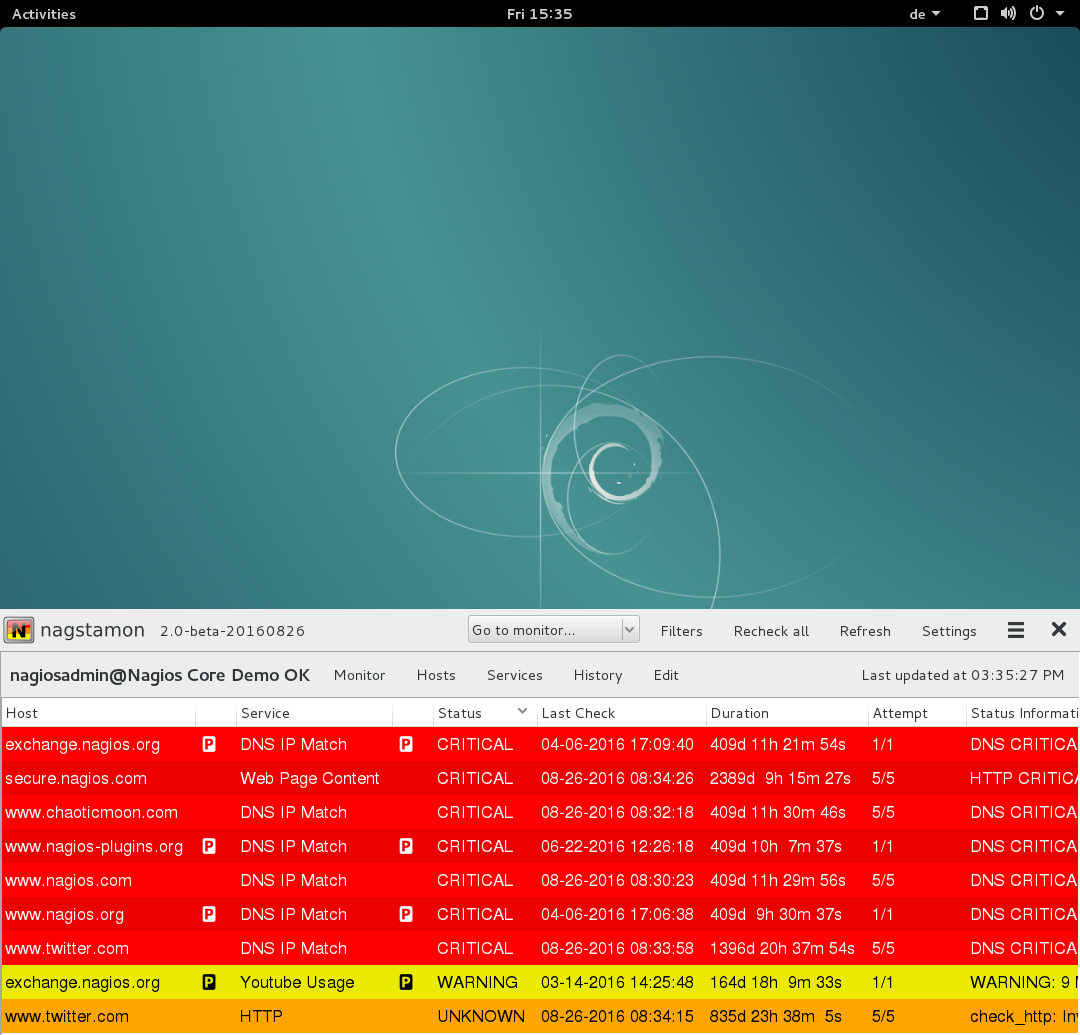 Activities Fri 15:35 de
nagstamon 2.0-beta-20160826 Go to monitor... Filters Recheck all Refresh Settings
nagiosadmin@Nagios Core Demo OK Monitor Hosts Services History Edit Last updated at 03:35:27 PM
Host Service Status Last Check Duration Attempt Status Informati
exchange.nagios.org P DNS IP Match P CRITICAL 04-06-2016 17:09:40 409d 11h 21m 54s 1/1 DNS CRITICA
secure.nagios.com Web Page Content CRITICAL 08-26-2016 08:34:26 2389d 9h 15m 27s 5/5 HTTP CRITICA
www.chaoticmoon.com DNS IP Match CRITICAL 08-26-2016 08:32:18 409d 11h 30m 46s 5/5 DNS CRITICA
www.nagios-plugins.org P DNS IP Match P CRITICAL 06-22-2016 12:26:18 409d 10h 7m 37s 1/1 DNS CRITICA
www.nagios.com DNS IP Match CRITICAL 08-26-2016 08:30:23 409d 11h 29m 56s 5/5 DNS CRITICA
www.nagios.org P DNS IP Match P CRITICAL 04-06-2016 17:06:38 409d 9h 30m 37s 1/1 DNS CRITICA
www.twitter.com DNS IP Match CRITICAL 08-26-2016 08:33:58 1396d 20h 37m 54s 5/5 DNS CRITICA
exchange.nagios.org P Youtube Usage P WARNING 03-14-2016 14:25:48 164d 18h 9m 33s 1/1 WARNING: 9 M
www.twitter.com HTTP UNKNOWN 08-26-2016 08:34:15 835d 23h 38m 5s 5/5 check_http: Inv